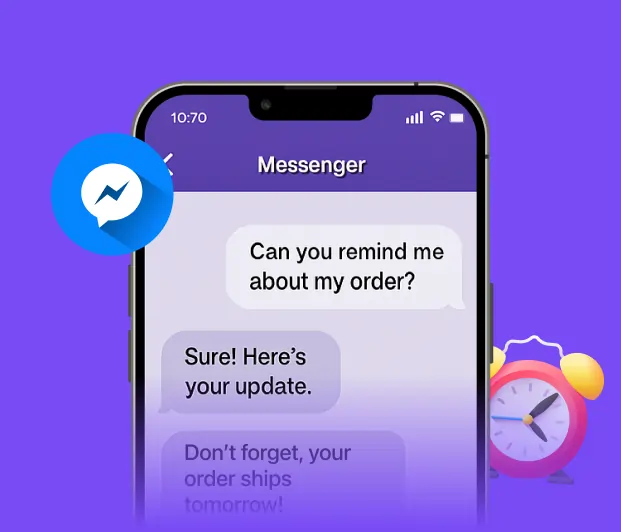 10:70
Messenger
Can you remind me
about my order?
Sure! Here’s
your update.
Don’t forget, your
order ships
tomorrow!